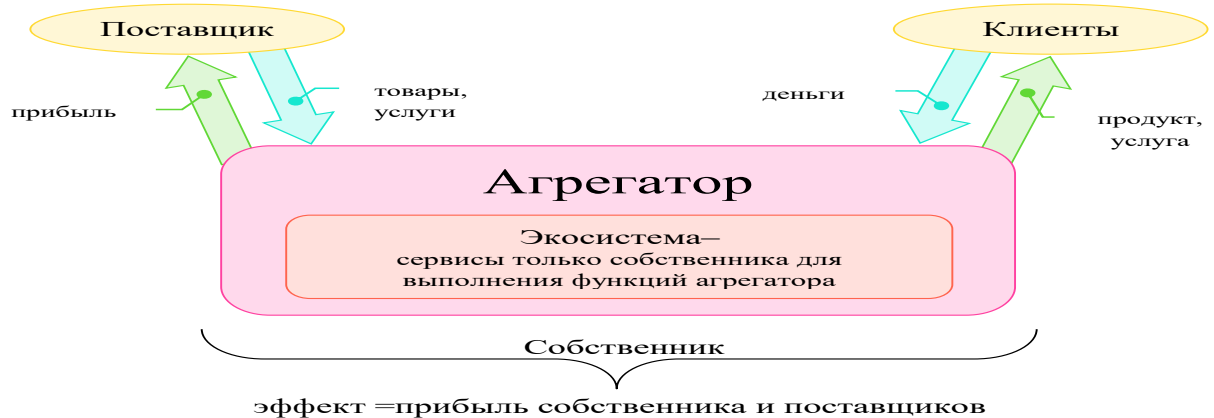 Поставщик
Клиенты
прибыль
товары,
услуги
деньги
продукт,
услуга
Агрегатор
Экосистема–
сервисы только собственника для
выполнения функций агрегатора
Собственник
эффект =прибыль собственника и поставщиков